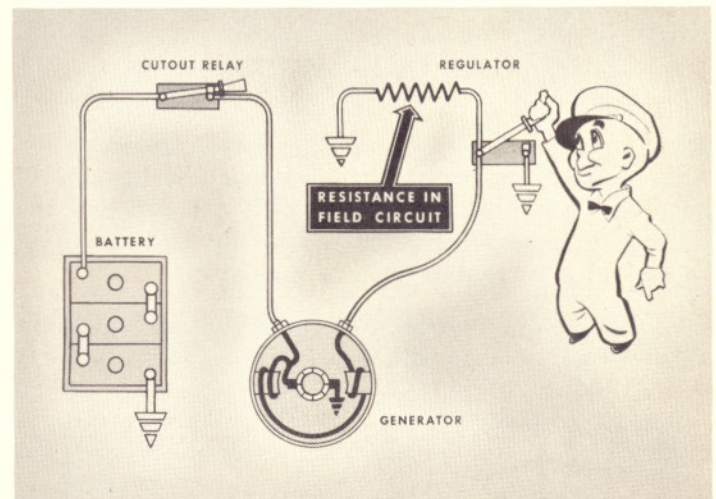 CUTOUT RELAY
REGULATOR
RESISTANCE IN
FIELD CIRCUIT
BATTERY
GENERATOR